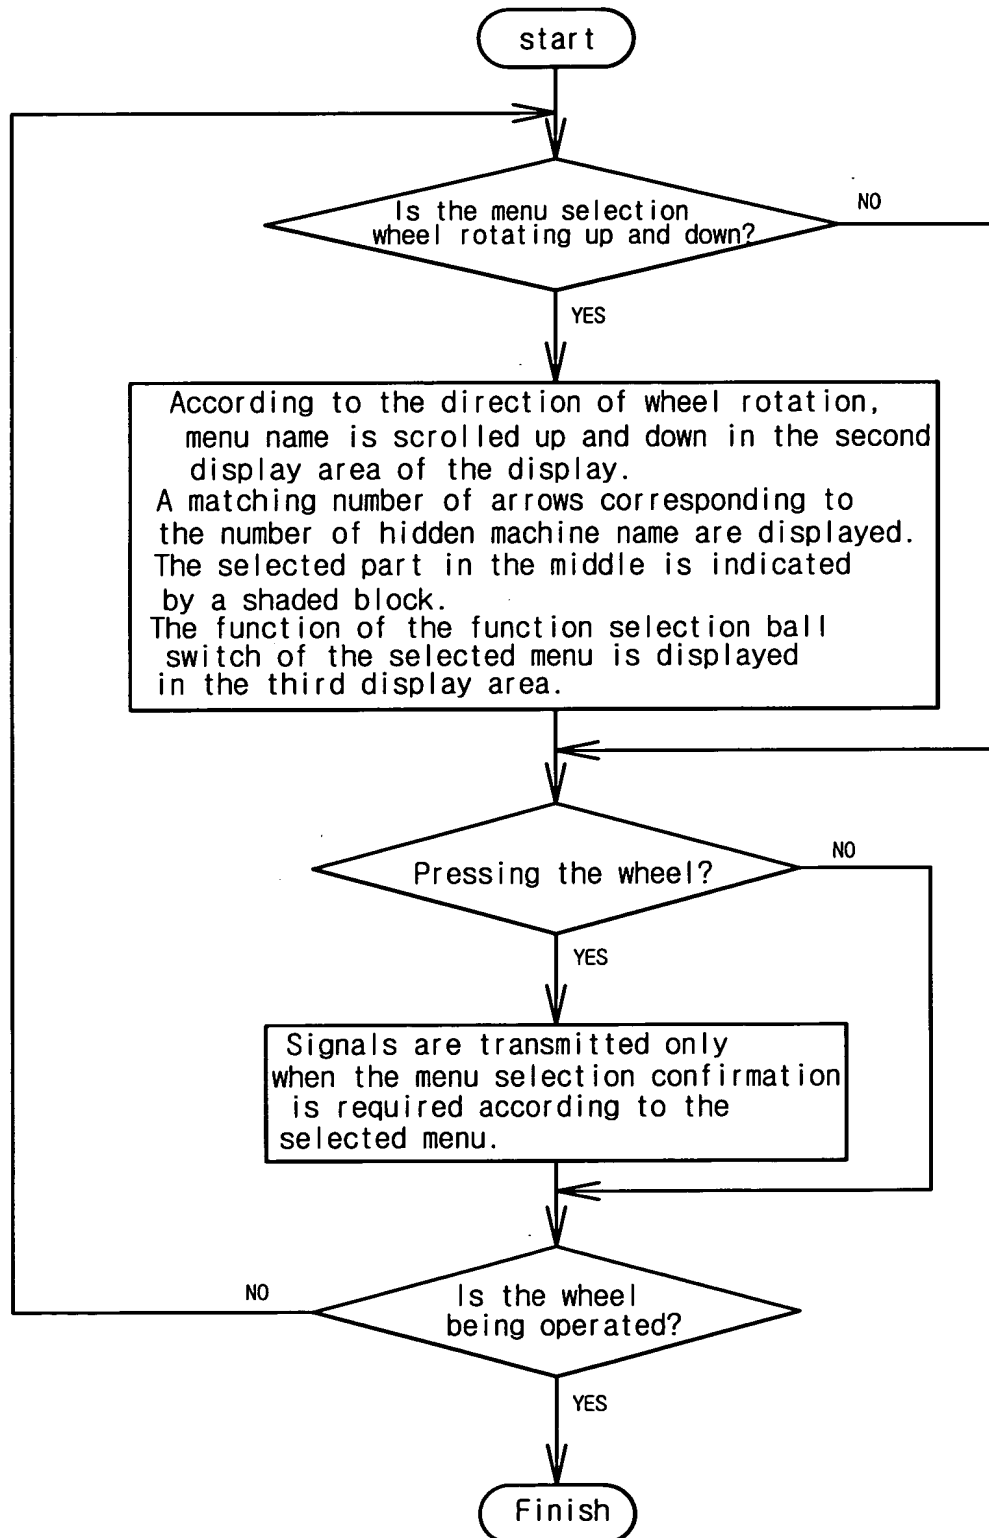 start
Is the menu selection
wheel rotating up and down?
NO
YES
According to the direction of wheel rotation,
menu name is scrolled up and down in the second
display area of the display.
A matching number of arrows corresponding to
the number of hidden machine name are displayed.
The selected part in the middle is indicated
by a shaded block.
The function of the function selection ball
switch of the selected menu is displayed
in the third display area.
Pressing the wheel?
NO
YES
Signals are transmitted only
when the menu selection confirmation
is required according to the
selected menu.
Is the wheel
being operated?
NO
YES
Finish